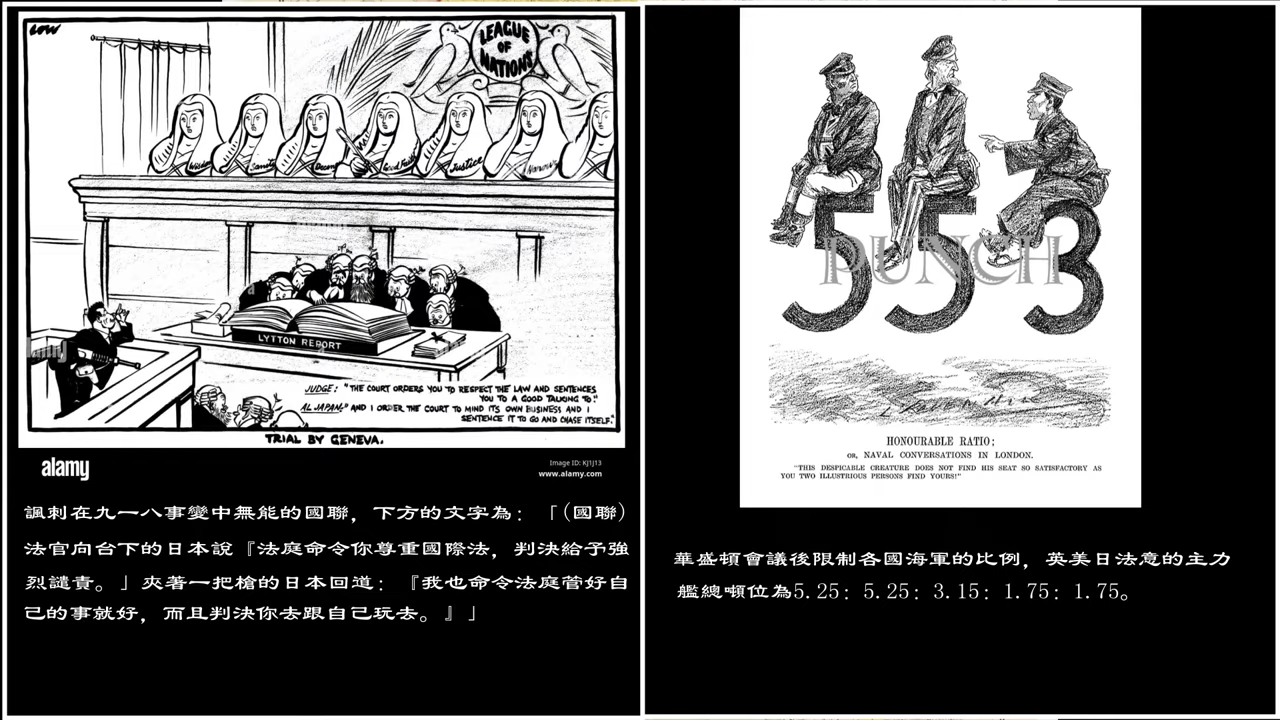 LOW
LEAGUE
OF
NATIONS
Wisdom
Sanity
Decency
Good Faith
Justice
LYTTON REPORT
JUDGE: "THE COURT ORDERS YOU TO RESPECT THE LAW AND SENTENCES
YOU TO A GOOD TALKING TO."
AL JAPAN: "AND I ORDER THE COURT TO MIND ITS OWN BUSINESS AND I
SENTENCE IT TO GO AND CHASE ITSELF."
TRIAL BY GENEVA.
alamy
alamy
Image ID: KJ1J13
www.alamy.com
諷刺在九一八事變中無能的國聯，下方的文字為：「（國聯）
法官向台下的日本說『法庭命令你尊重國際法，判決給予強
烈譴責。」夾著一把槍的日本回道：『我也命令法庭管好自
己的事就好，而且判決你去跟自己玩去。』」
5 5 3
PUNCH
HONOURABLE RATIO;
OR, NAVAL CONVERSATIONS IN LONDON.
"THIS DESPICABLE CREATURE DOES NOT FIND HIS SEAT SO SATISFACTORY AS
YOU TWO ILLUSTRIOUS PERSONS FIND YOURS!"
華盛頓會議後限制各國海軍的比例，英美日法意的主力
艦總噸位為5.25：5.25：3.15：1.75：1.75。